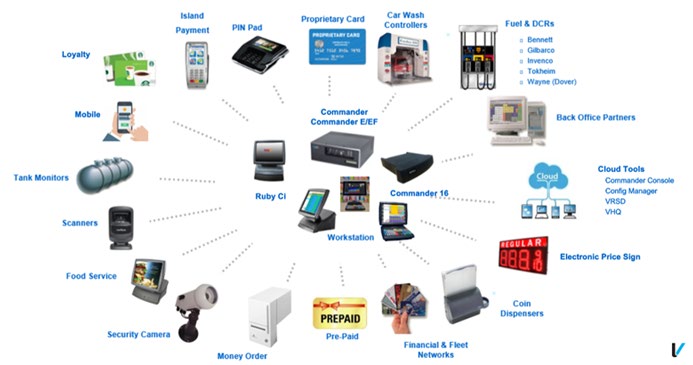 Island
Payment
PIN Pad
Proprietary Card
PROPRIETARY CARD
Car Wash
Controllers
Fuel & DCRs
Bennett
Gilbarco
Invenco
Tokheim
Wayne (Dover)
Loyalty
Mobile
Commander
Commander E/EF
Back Office Partners
Tank Monitors
Ruby Ci
Commander 16
Cloud
Cloud Tools
Commander Console
Config Manager
VRSD
VHQ
Scanners
Workstation
REGULAR
Electronic Price Sign
Food Service
Security Camera
Money Order
PREPAID
Pre-Paid
Financial & Fleet
Networks
Coin
Dispensers